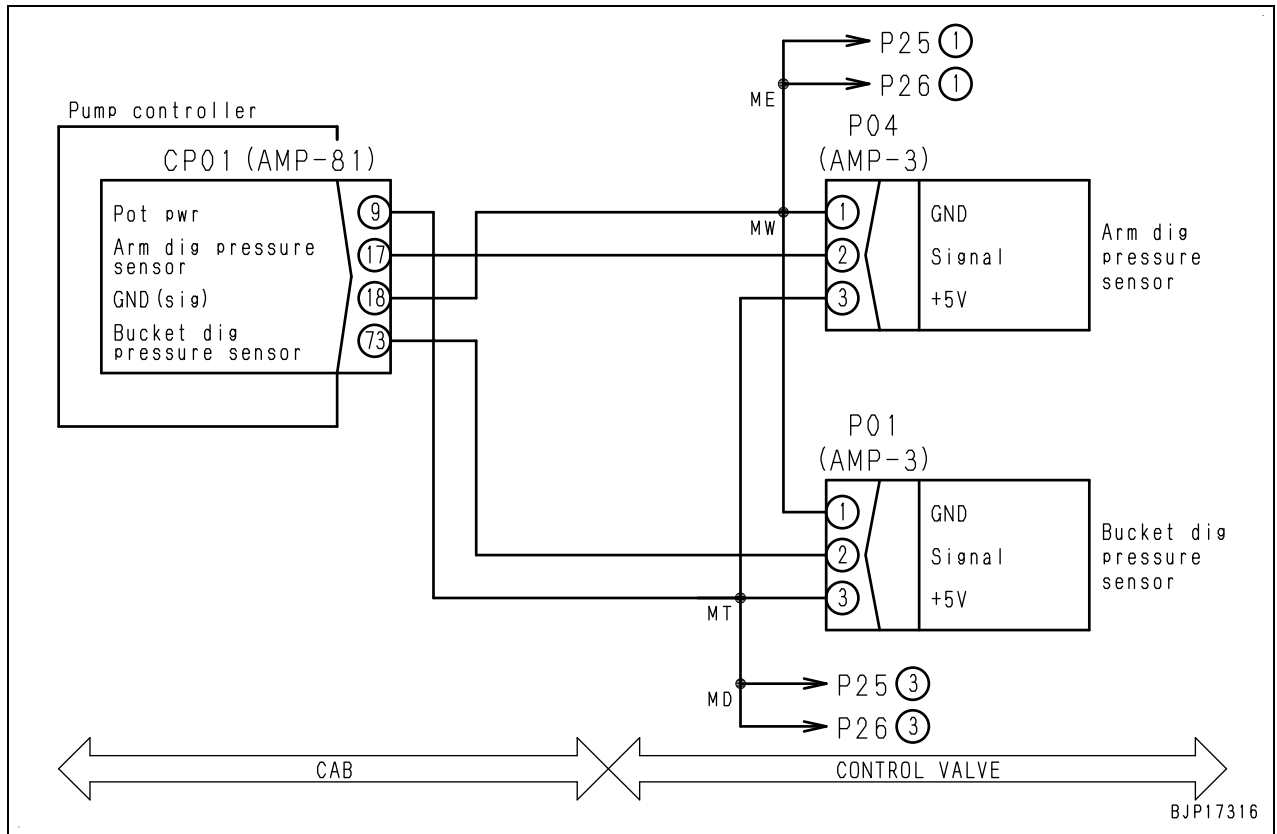 P25 ①
P26 ①
ME
Pump controller
P04
CP01 (AMP-81)
(AMP-3)
Pot pwr
9
Arm dig pressure
sensor
17
GND (sig)
18
Bucket dig
pressure sensor
73
MW
1
GND
2
Signal
3
+5V
Arm dig
pressure
sensor
P01
(AMP-3)
1
GND
2
Signal
3
+5V
Bucket dig
pressure
sensor
MT
MD
P25 ③
P26 ③
CAB
CONTROL VALVE
BJP17316